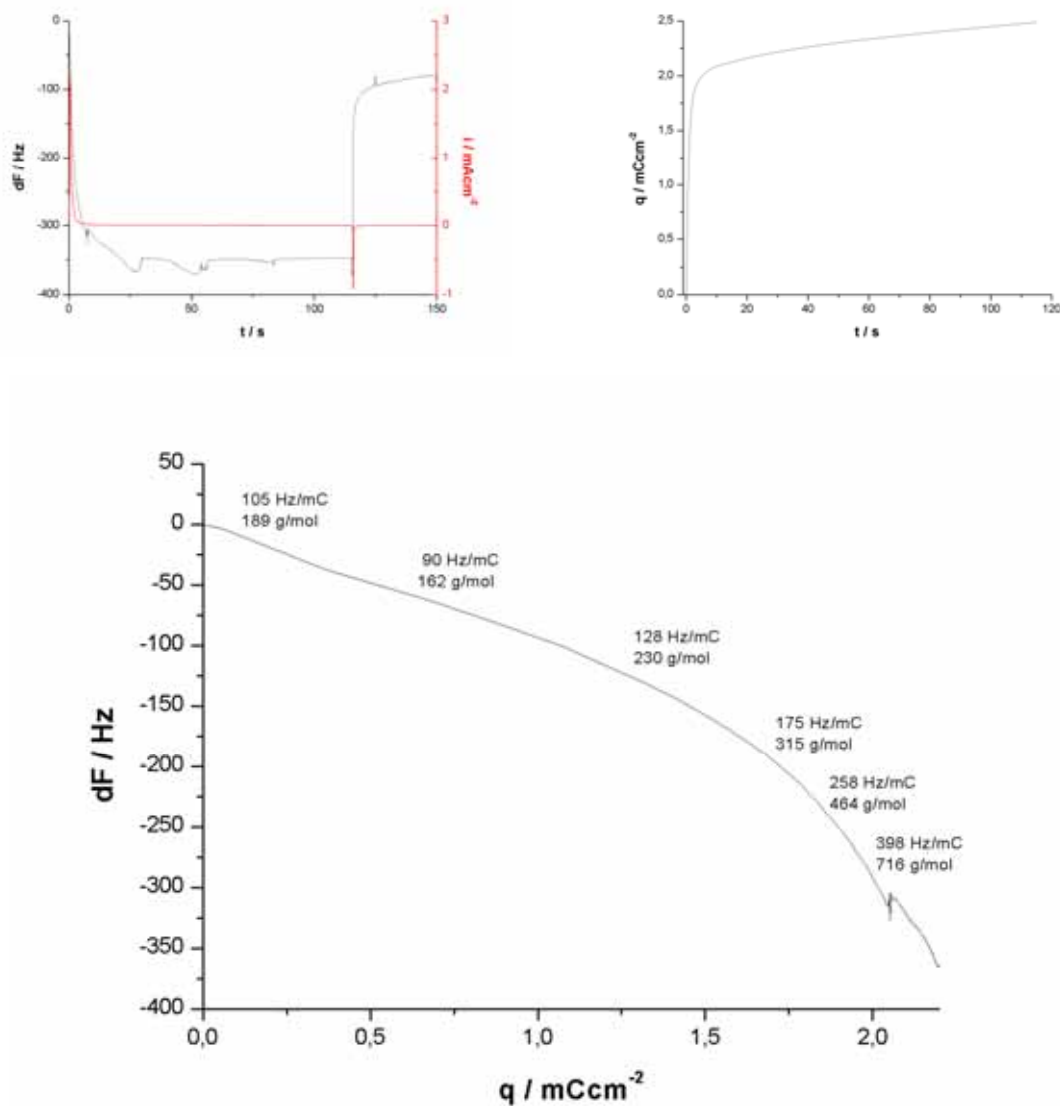 0
-100
-200
-300
-400
dF / Hz
3
2
1
0
-1
i / mAcm-2
0
50
100
150
t / s
2,5
2,0
1,5
1,0
0,5
0,0
q / mCcm-2
0
20
40
60
80
100
120
t / s
50
0
-50
-100
-150
-200
-250
-300
-350
-400
dF / Hz
105 Hz/mC
189 g/mol
90 Hz/mC
162 g/mol
128 Hz/mC
230 g/mol
175 Hz/mC
315 g/mol
258 Hz/mC
464 g/mol
398 Hz/mC
716 g/mol
0,0
0,5
1,0
1,5
2,0
q / mCcm-2